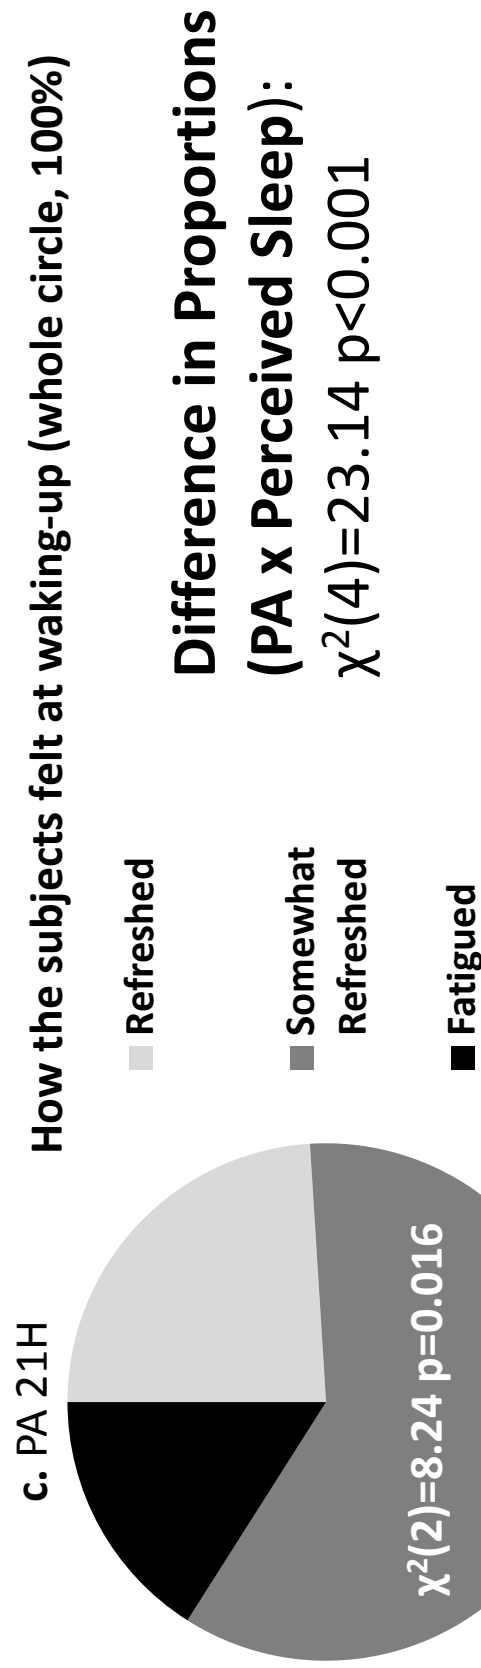 c. PA 21H
χ²(2)=8.24 p=0.016
How the subjects felt at waking-up (whole circle, 100%)
Refreshed
Somewhat
Refreshed
Fatigued
Difference in Proportions
(PA x Perceived Sleep):
χ²(4)=23.14 p<0.001